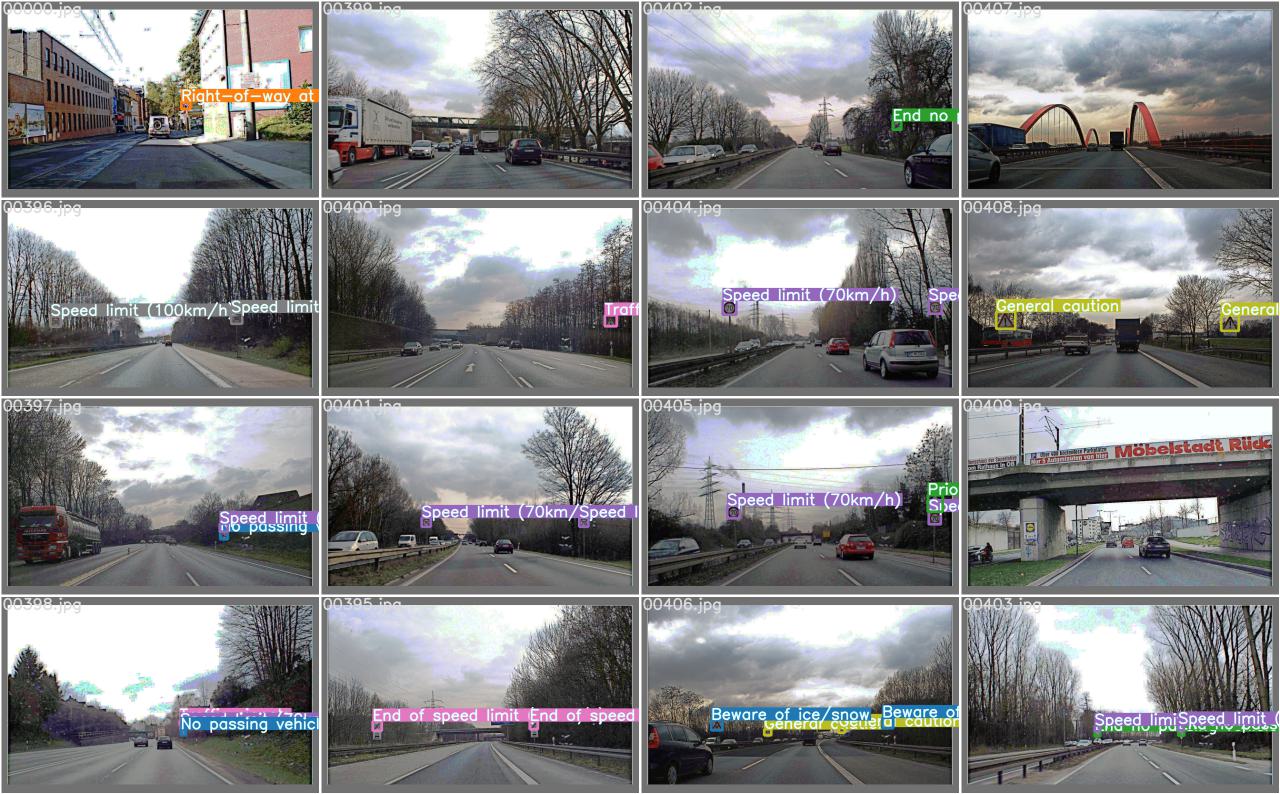 00000.jpg
Right-of-way at
00399.jpg
00402.jpg
End no
00407.jpg
00396.jpg
Speed limit (100km/h
Speed limit
00400.jpg
Traf
00404.jpg
Speed limit (70km/h)
Spe
00408.jpg
General caution
General
00397.jpg
Speed limit (
No passing
00401.jpg
Speed limit (70km/
Speed l
00405.jpg
Speed limit (70km/h)
Prio
Spe
00409.jpg
Möbelstadt Rück
00398.jpg
No passing vehicl
00395.jpg
End of speed limit (
End of speed
00406.jpg
Beware of ice/snow
Beware of
General
caution
00403.jpg
Speed limi
Speed limit (